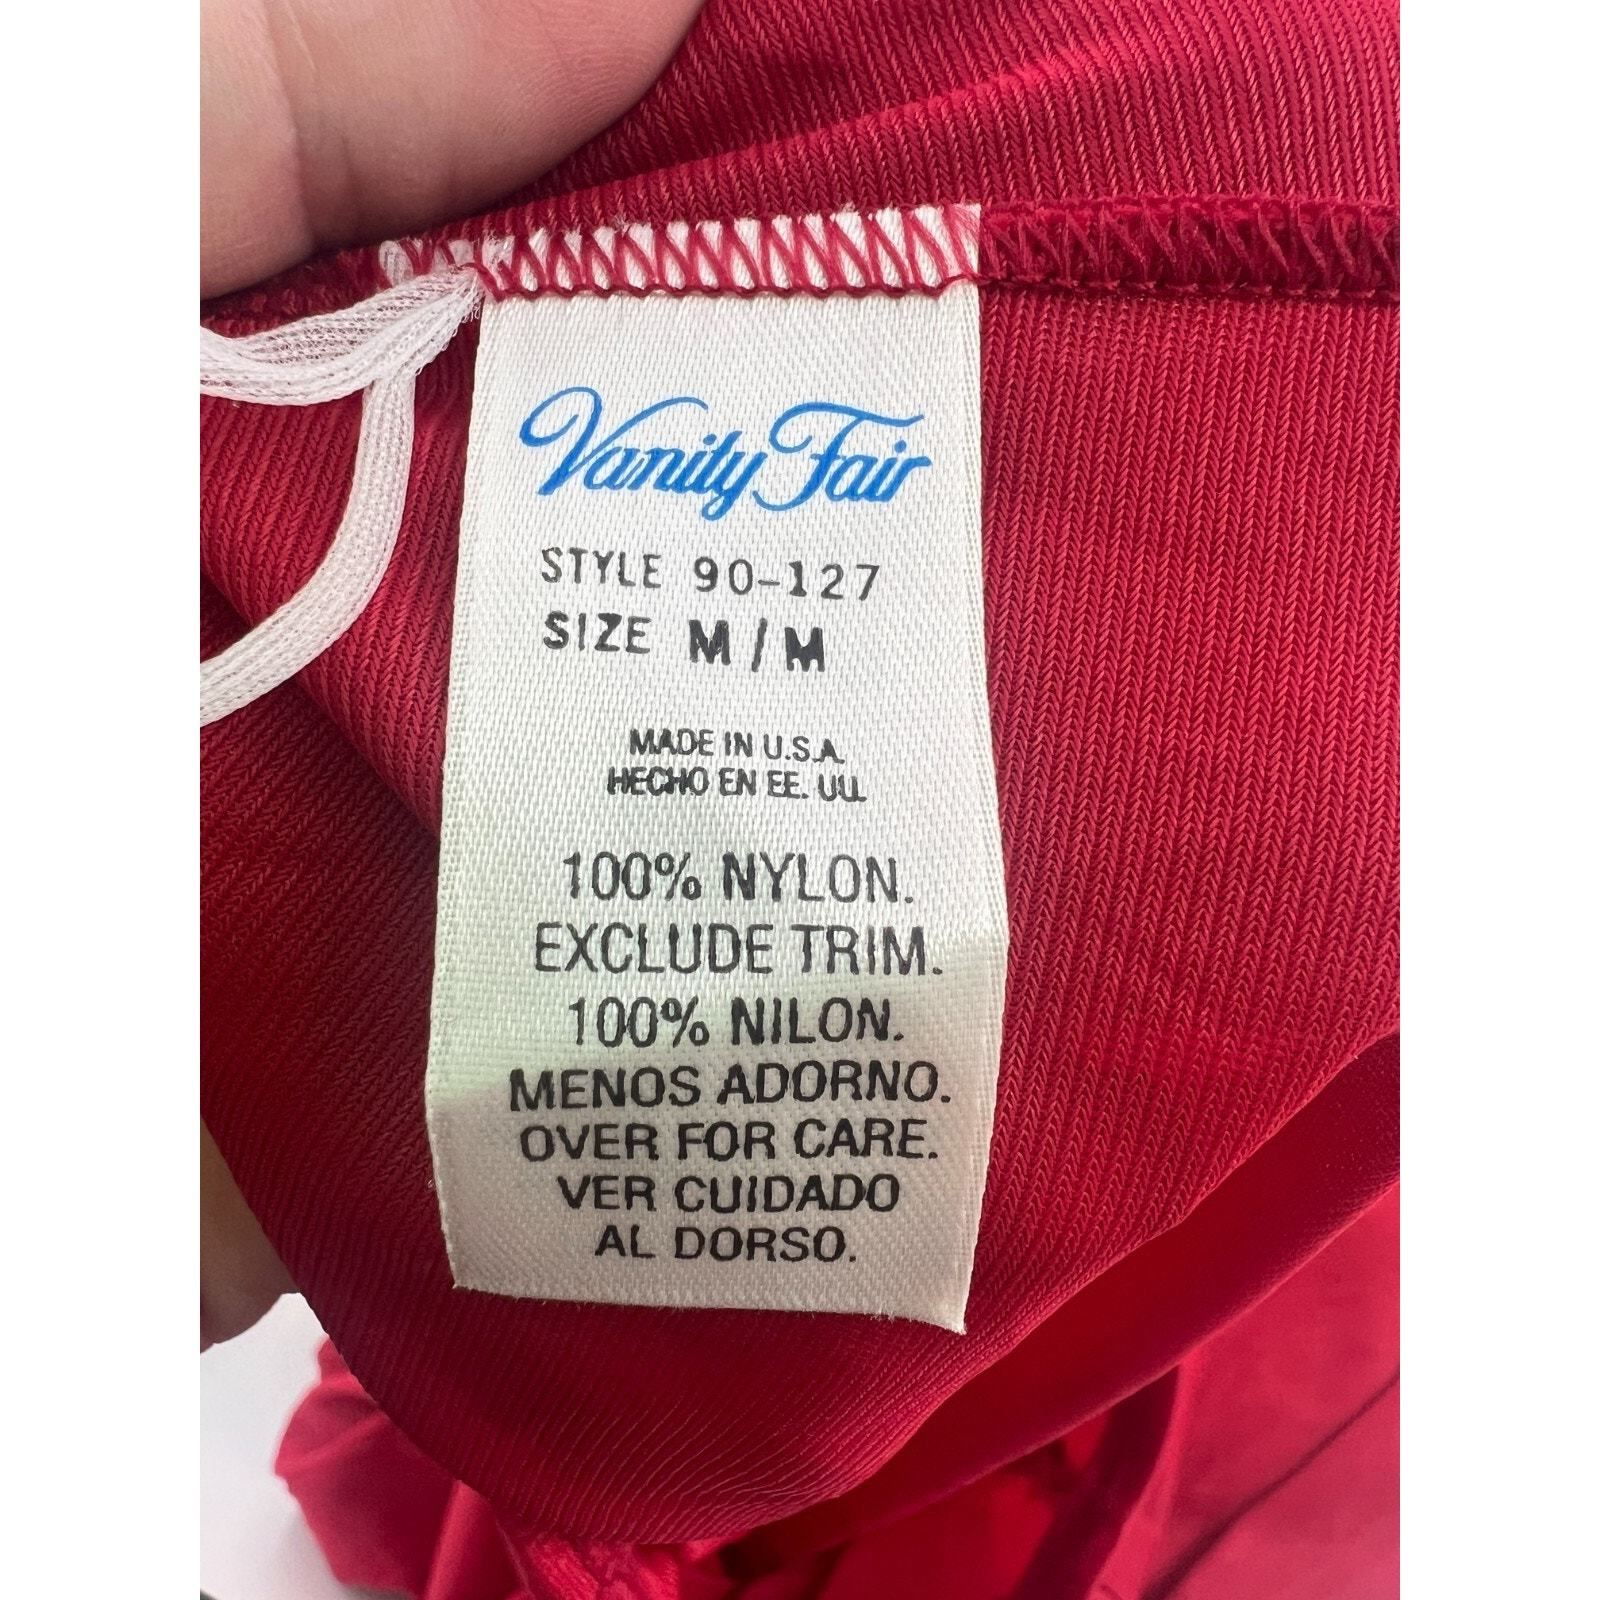 Vanity Fair
STYLE 90-127
SIZE M/M
MADE IN U.S.A.
HECHO EN EE. UU.
100% NYLON.
EXCLUDE TRIM.
100% NILON.
MENOS ADORNO.
OVER FOR CARE.
VER CUIDADO
AL DORSO.